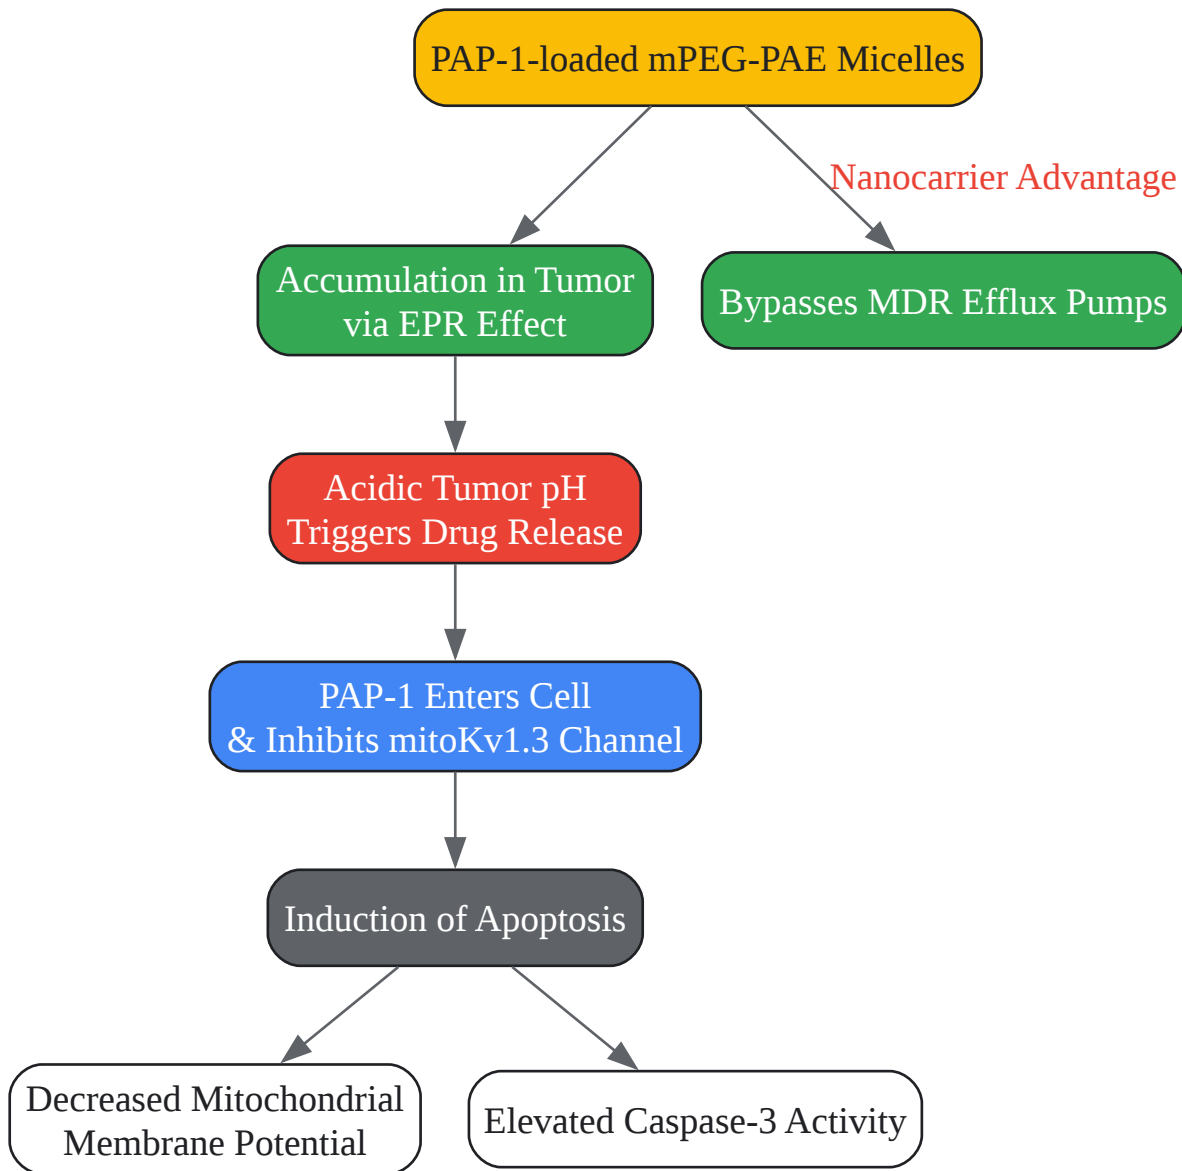 PAP-1-loaded mPEG-PAE Micelles
Nanocarrier Advantage
Accumulation in Tumor
via EPR Effect
Bypasses MDR Efflux Pumps
Acidic Tumor pH
Triggers Drug Release
PAP-1 Enters Cell
& Inhibits mitoKv1.3 Channel
Induction of Apoptosis
Decreased Mitochondrial
Membrane Potential
Elevated Caspase-3 Activity